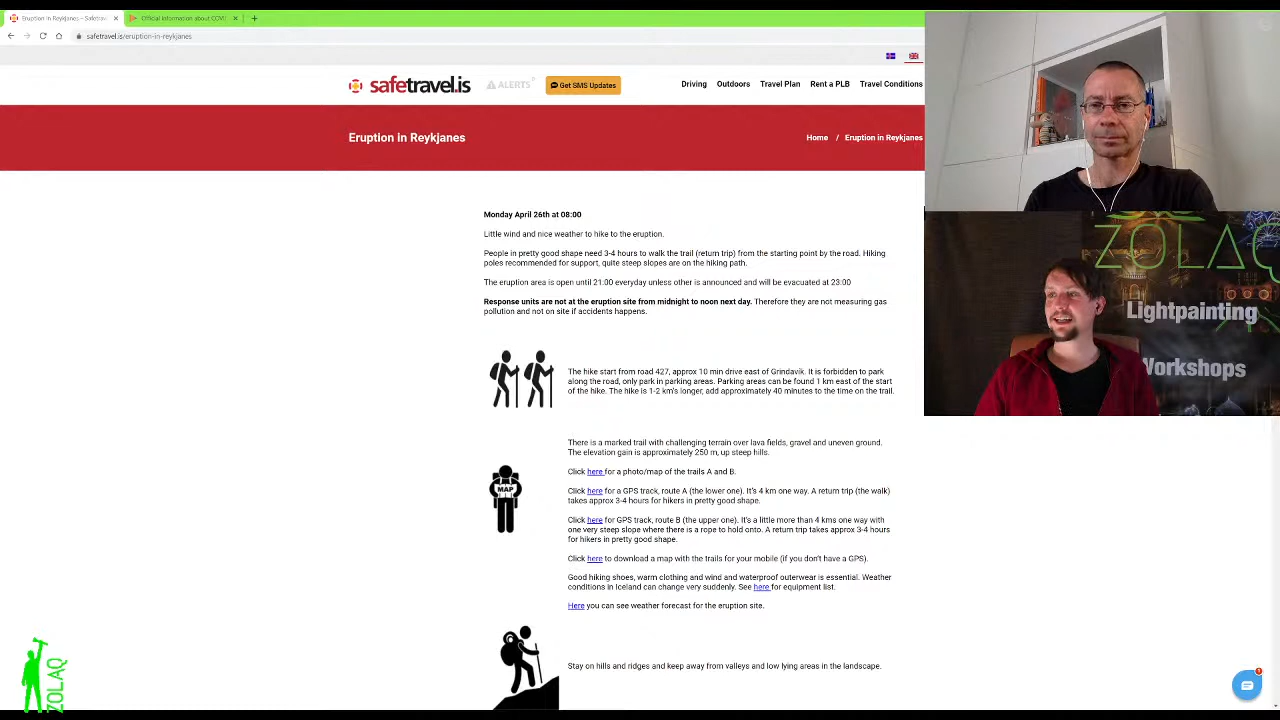 Eruption in Reykjanes – Safetrav
Official information about COVI
safetravel.is/eruption-in-reykjanes
safetravel.is
ALERTS
Get SMS Updates
Driving
Outdoors
Travel Plan
Rent a PLB
Travel Conditions
Eruption in Reykjanes
Home / Eruption in Reykjanes
Monday April 26th at 08:00
Little wind and nice weather to hike to the eruption.
People in pretty good shape need 3-4 hours to walk the trail (return trip) from the starting point by the road. Hiking
poles recommended for support, quite steep slopes are on the hiking path.
The eruption area is open until 21:00 everyday unless other is announced and will be evacuated at 23:00
Response units are not at the eruption site from midnight to noon next day. Therefore they are not measuring gas
pollution and not on site if accidents happens.
The hike start from road 427, approx 10 min drive east of Grindavík. It is forbidden to park
along the road, only park in parking areas. Parking areas can be found 1 km east of the start
of the hike. The hike is 1-2 km's longer, add approximately 40 minutes to the time on the trail.
MAP
There is a marked trail with challenging terrain over lava fields, gravel and uneven ground.
The elevation gain is approximately 250 m, up steep hills.
Click here for a photo/map of the trails A and B.
Click here for a GPS track, route A (the lower one). It's 4 km one way. A return trip (the walk)
takes approx 3-4 hours for hikers in pretty good shape.
Click here for GPS track, route B (the upper one). It's a little more than 4 kms one way with
one very steep slope where there is a rope to hold onto. A return trip takes approx 3-4 hours
for hikers in pretty good shape.
Click here to download a map with the trails for your mobile (if you don't have a GPS).
Good hiking shoes, warm clothing and wind and waterproof outerwear is essential. Weather
conditions in Iceland can change very suddenly. See here for equipment list.
Here you can see weather forecast for the eruption site.
Stay on hills and ridges and keep away from valleys and low lying areas in the landscape.
ZOLAQ
Lightpainting
Workshops
ZOLAQ
1